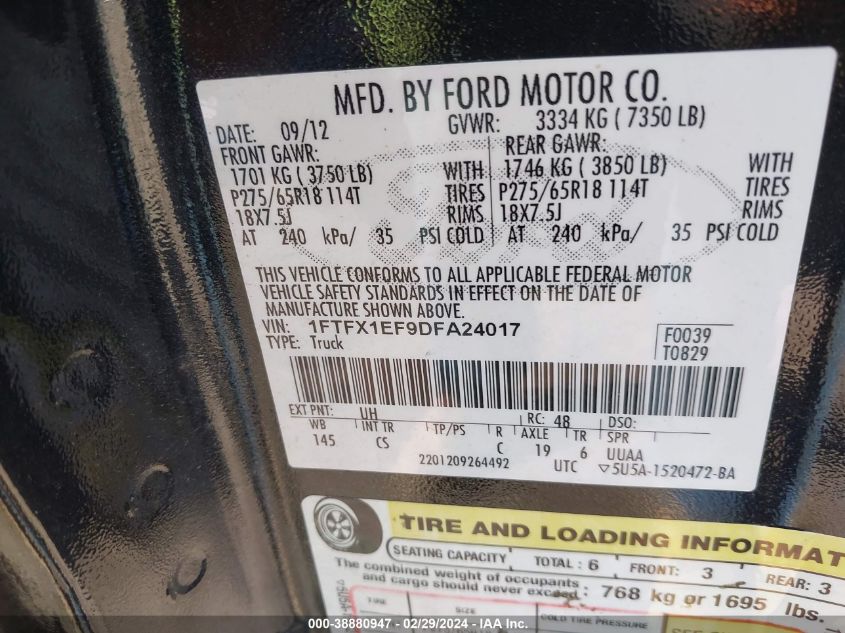 MFD. BY FORD MOTOR CO.
DATE: 09/12 GVWR: 3334 KG ( 7350 LB)
FRONT GAWR: REAR GAWR:
1701 KG ( 3750 LB) WITH 1746 KG ( 3850 LB) WITH
P275/65R18 114T TIRES P275/65R18 114T TIRES
18X7.5J RIMS 18X7.5J RIMS
AT 240 kPa/ 35 PSI COLD AT 240 kPa/ 35 PSI COLD
Ford
THIS VEHICLE CONFORMS TO ALL APPLICABLE FEDERAL MOTOR
VEHICLE SAFETY STANDARDS IN EFFECT ON THE DATE OF
MANUFACTURE SHOWN ABOVE.
VIN: 1FTFX1EF9DFA24017 F0039
TYPE: Truck T0829
EXT PNT: UH RC: 48 DSO:
WB INT TR TP/PS R AXLE TR SPR
145 CS C 19 6 UUAA
2201209264492 UTC ▽5U5A-1520472-BA
TIRE AND LOADING INFORMAT
SEATING CAPACITY TOTAL : 6 FRONT: 3 REAR: 3
The combined weight of occupants
and cargo should never exceed : 768 kg or 1695 lbs.
TIRE SIZE COLD TIRE PRESSURE
000-38880947 - 02/29/2024 - IAA, Inc.